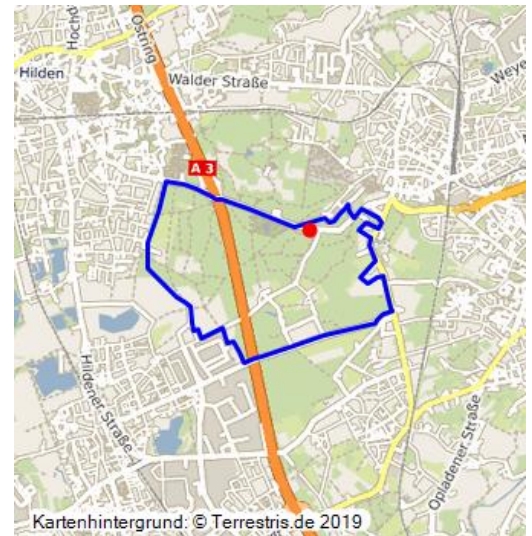 Hochd
Ostring
Hilden
Walder Straße
Weye
A 3
Hildener Straße
Opladener Straße
Kartenhintergrund: © Terrestris.de 2019